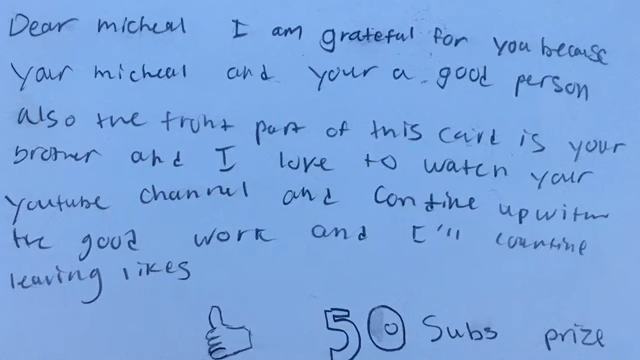 Dear micheal I am grateful for you because
your micheal and your a good person
also the front part of this card is your
brother and I love to watch your
youtube channel and contine up with
the good work and I'll countine
leaving likes
50 Subs prize